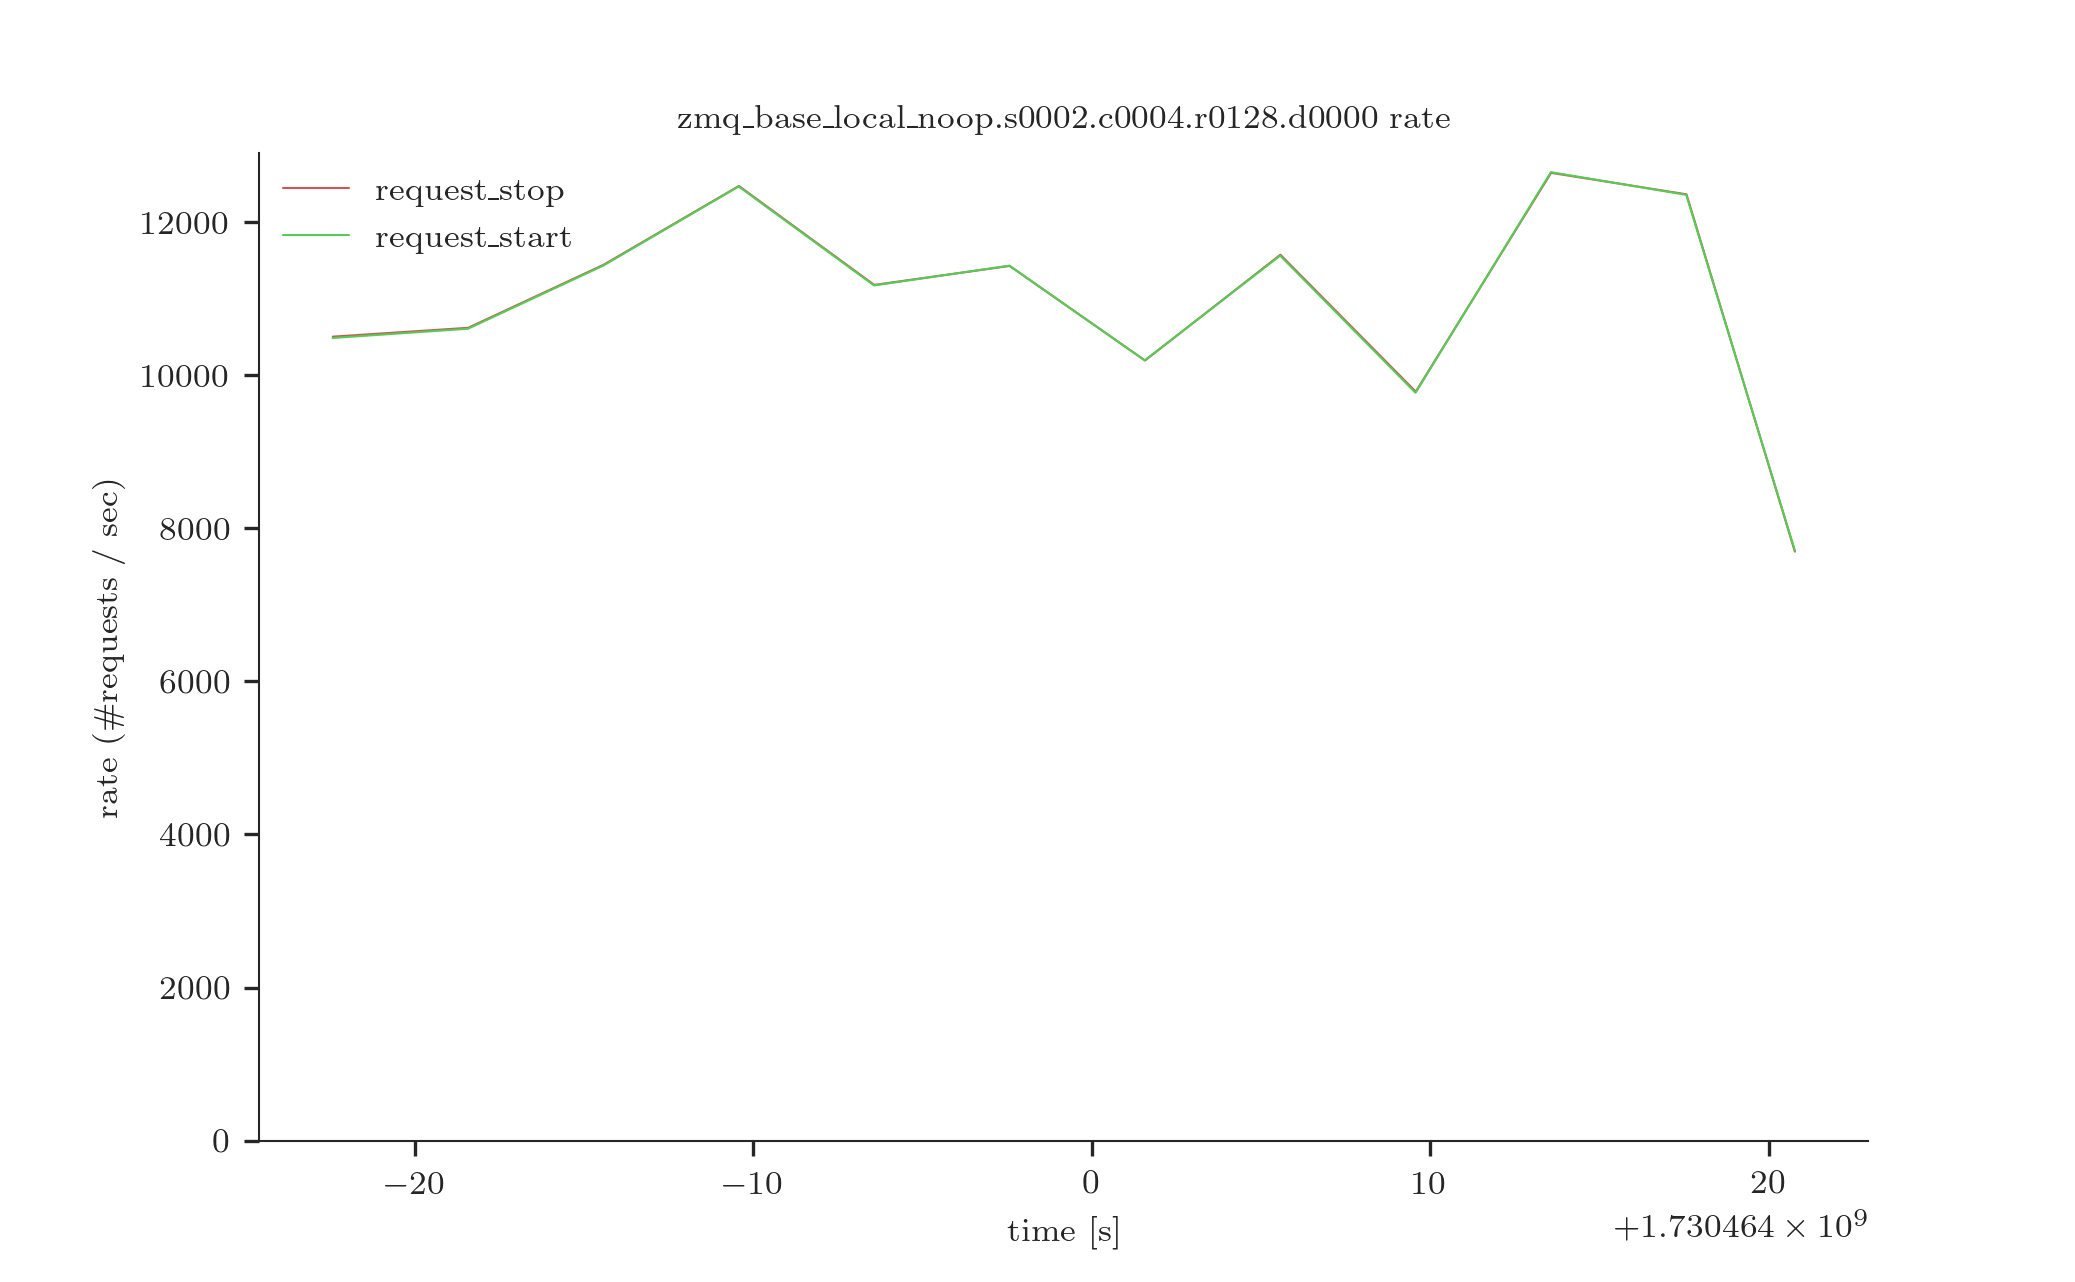 zmq_base_local_noop.s0002.c0004.r0128.d0000 rate
request_stop
request_start
12000
10000
8000
6000
4000
2000
0
rate (#requests / sec)
−20
−10
0
10
20
time [s]
+1.730464 × 10⁹